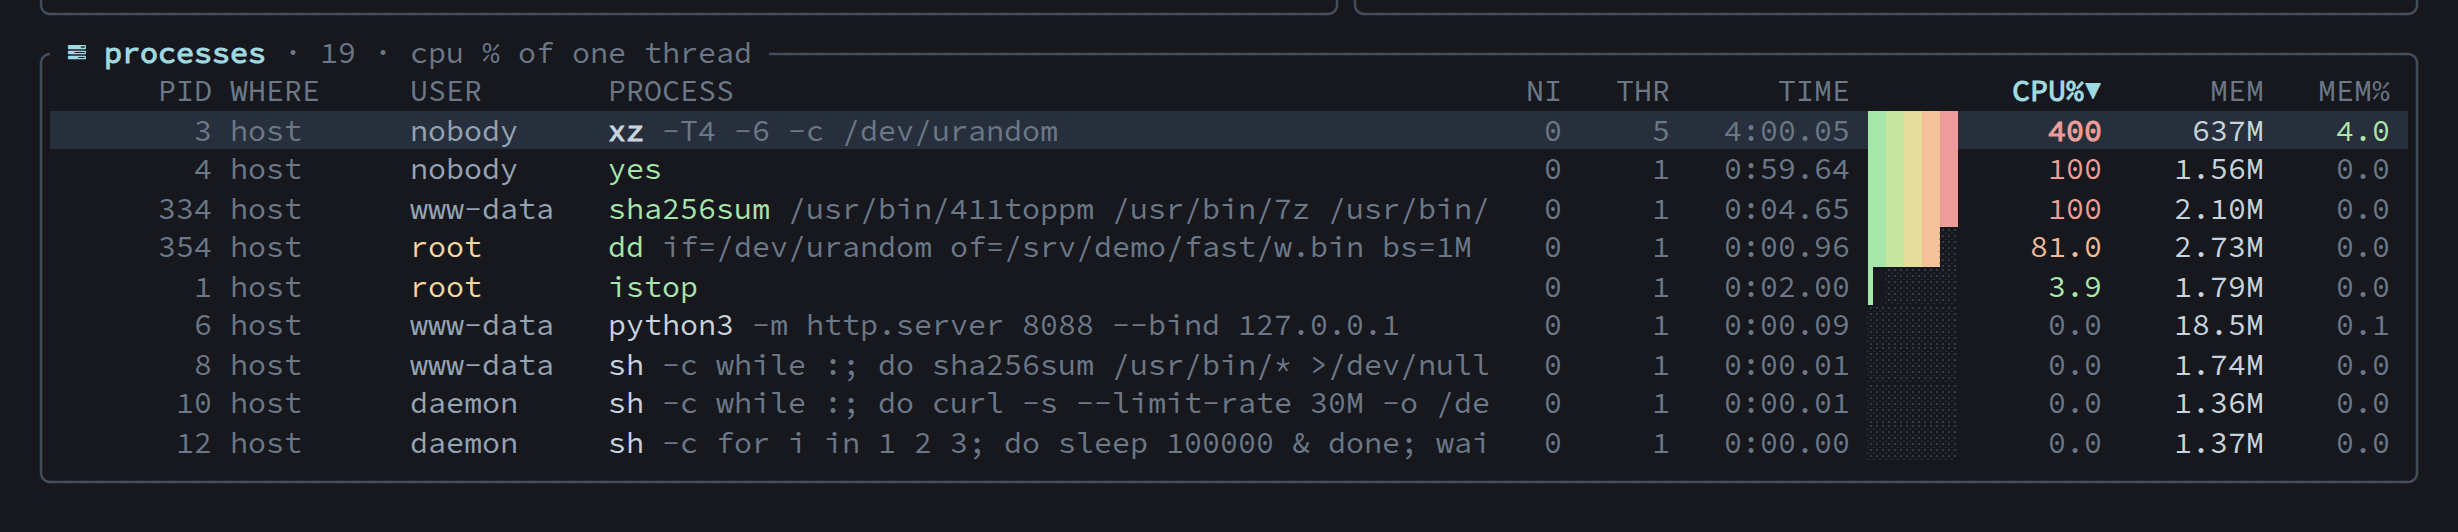 processes · 19 · cpu % of one thread
PID WHERE USER PROCESS NI THR TIME CPU%▼ MEM MEM%
3 host nobody xz -T4 -6 -c /dev/urandom 0 5 4:00.05 400 637M 4.0
4 host nobody yes 0 1 0:59.64 100 1.56M 0.0
334 host www-data sha256sum /usr/bin/411toppm /usr/bin/7z /usr/bin/ 0 1 0:04.65 100 2.10M 0.0
354 host root dd if=/dev/urandom of=/srv/demo/fast/w.bin bs=1M 0 1 0:00.96 81.0 2.73M 0.0
1 host root istop 0 1 0:02.00 3.9 1.79M 0.0
6 host www-data python3 -m http.server 8088 --bind 127.0.0.1 0 1 0:00.09 0.0 18.5M 0.1
8 host www-data sh -c while :; do sha256sum /usr/bin/* >/dev/null 0 1 0:00.01 0.0 1.74M 0.0
10 host daemon sh -c while :; do curl -s --limit-rate 30M -o /de 0 1 0:00.01 0.0 1.36M 0.0
12 host daemon sh -c for i in 1 2 3; do sleep 100000 & done; wai 0 1 0:00.00 0.0 1.37M 0.0